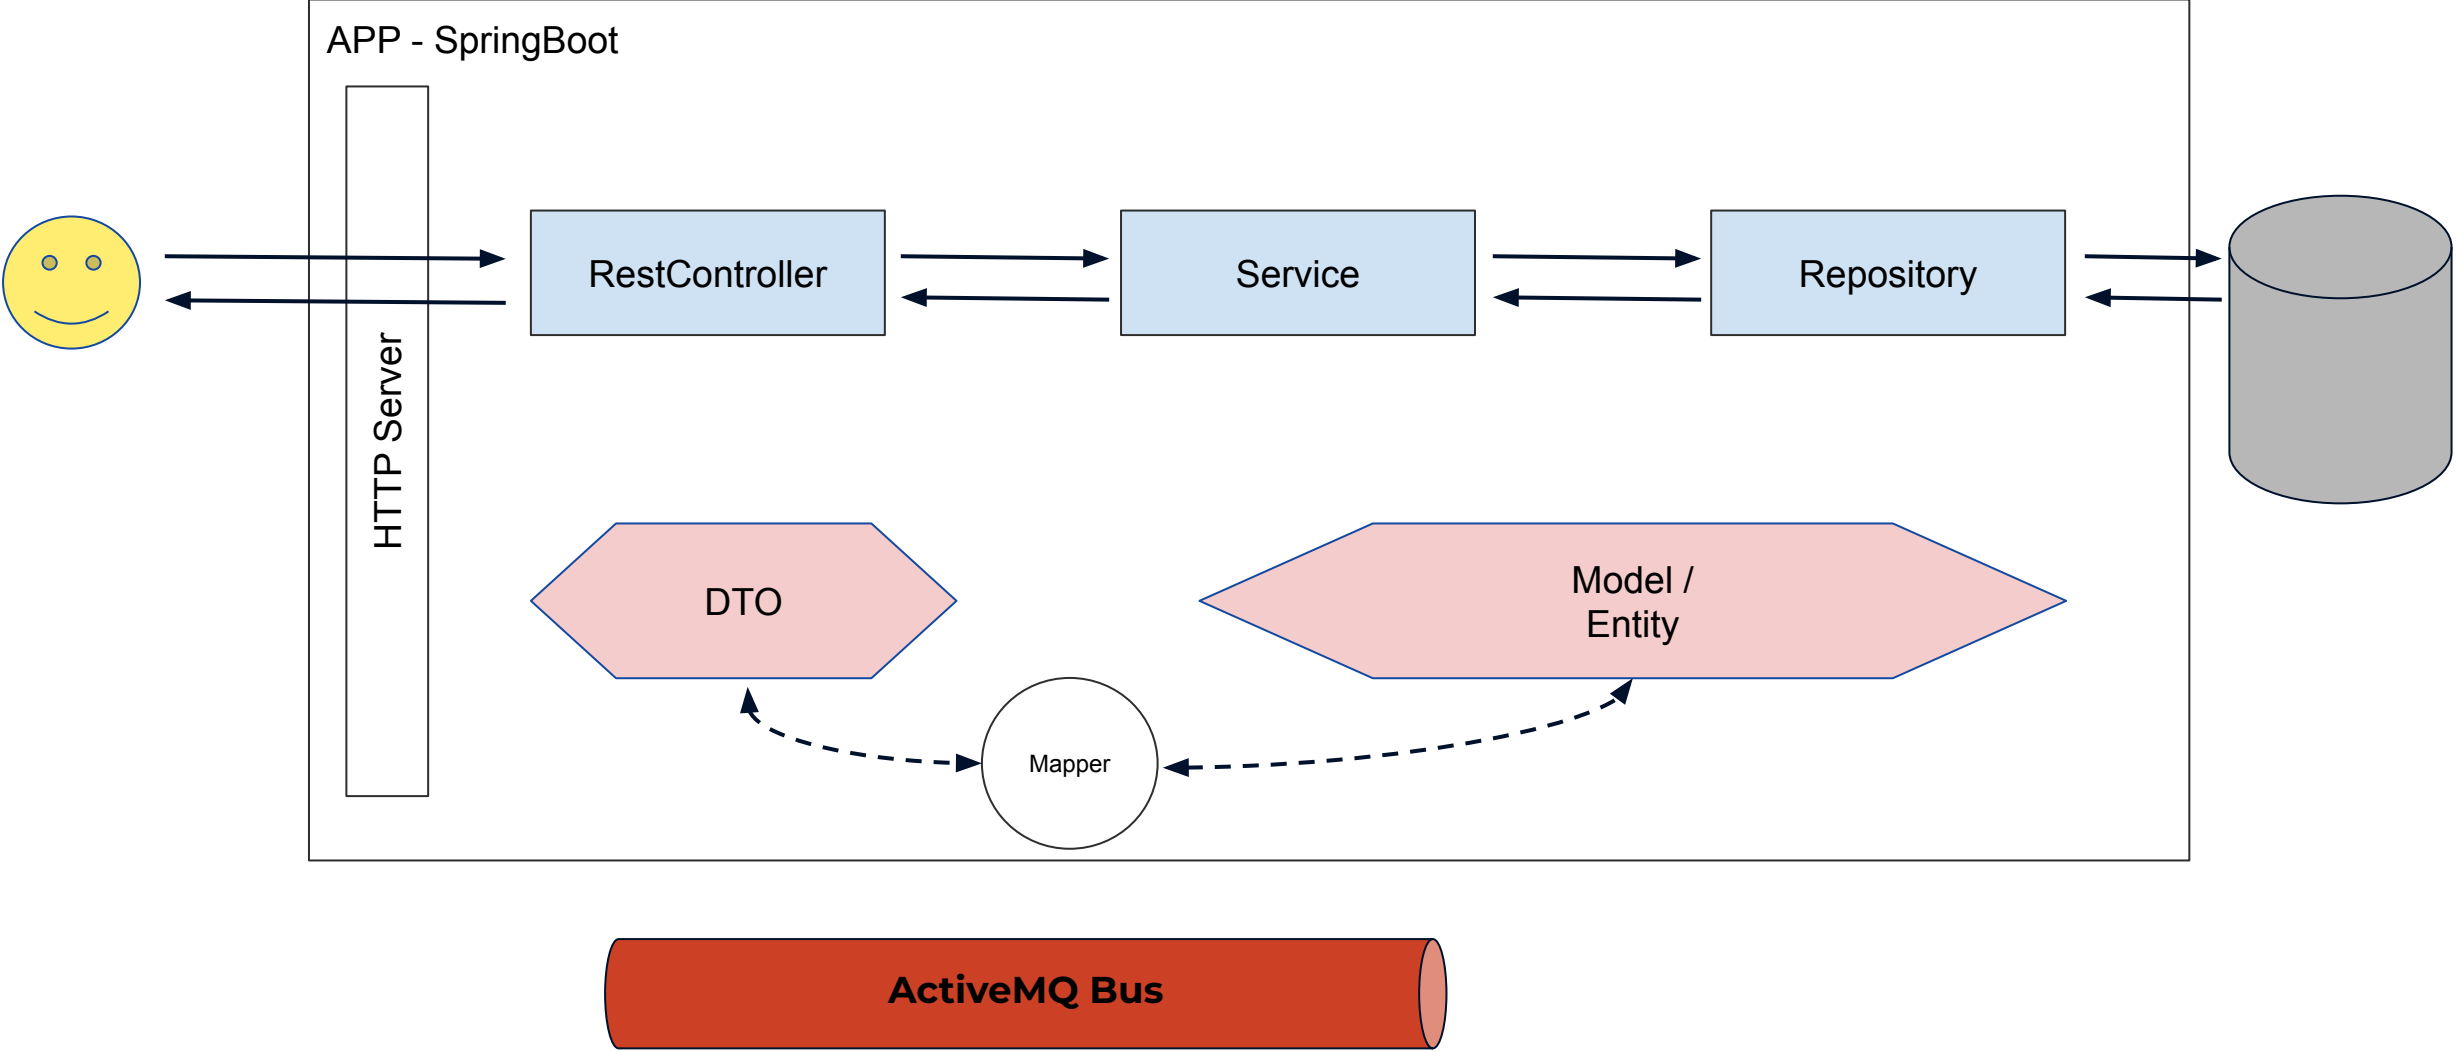 APP - SpringBoot
HTTP Server
RestController
Service
Repository
DTO
Model /
Entity
Mapper
ActiveMQ Bus